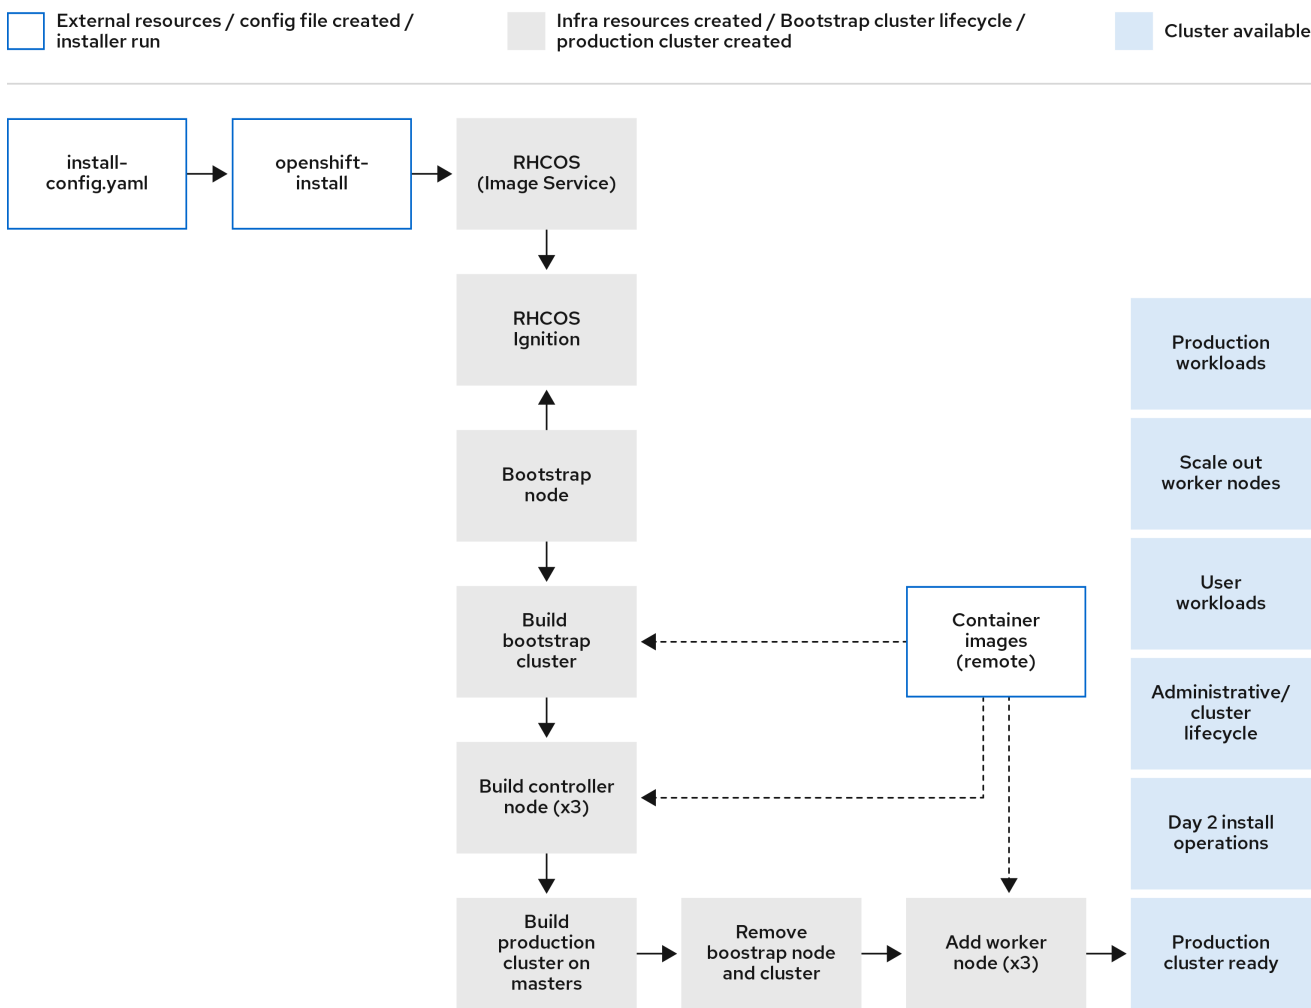 External resources / config file created /
installer run
Infra resources created / Bootstrap cluster lifecycle /
production cluster created
Cluster available
install-
config.yaml
openshift-
install
RHCOS
(Image Service)
RHCOS
Ignition
Production
workloads
Bootstrap
node
Scale out
worker nodes
Build
bootstrap
cluster
Container
images
(remote)
User
workloads
Administrative/
cluster
lifecycle
Build controller
node (x3)
Day 2 install
operations
Build
production
cluster on
masters
Remove
boostrap node
and cluster
Add worker
node (x3)
Production
cluster ready